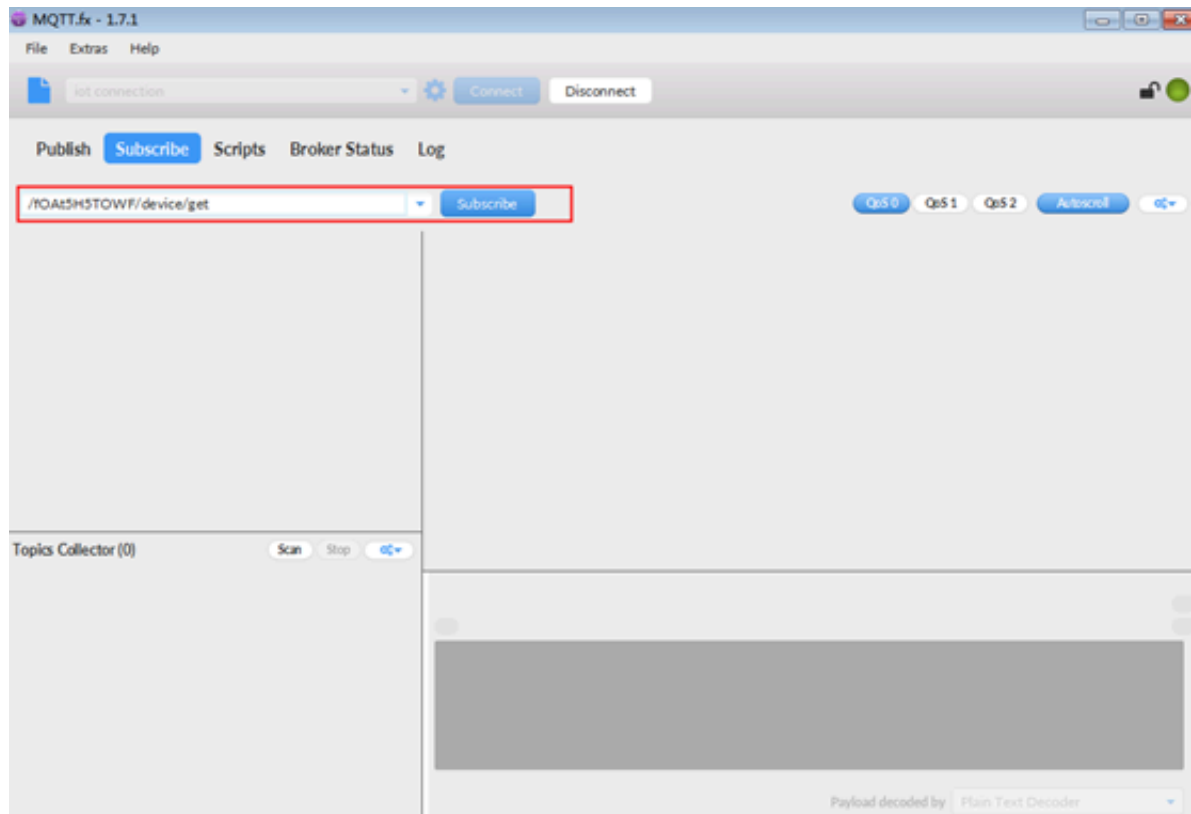 MQTT.fx - 1.7.1
File Extras Help
iot connection Connect Disconnect
Publish Subscribe Scripts Broker Status Log
/fOAt5H5TOWF/device/get Subscribe QoS 0 QoS 1 QoS 2 Autoscroll
Topics Collector (0) Scan Stop
Payload decoded by Plain Text Decoder